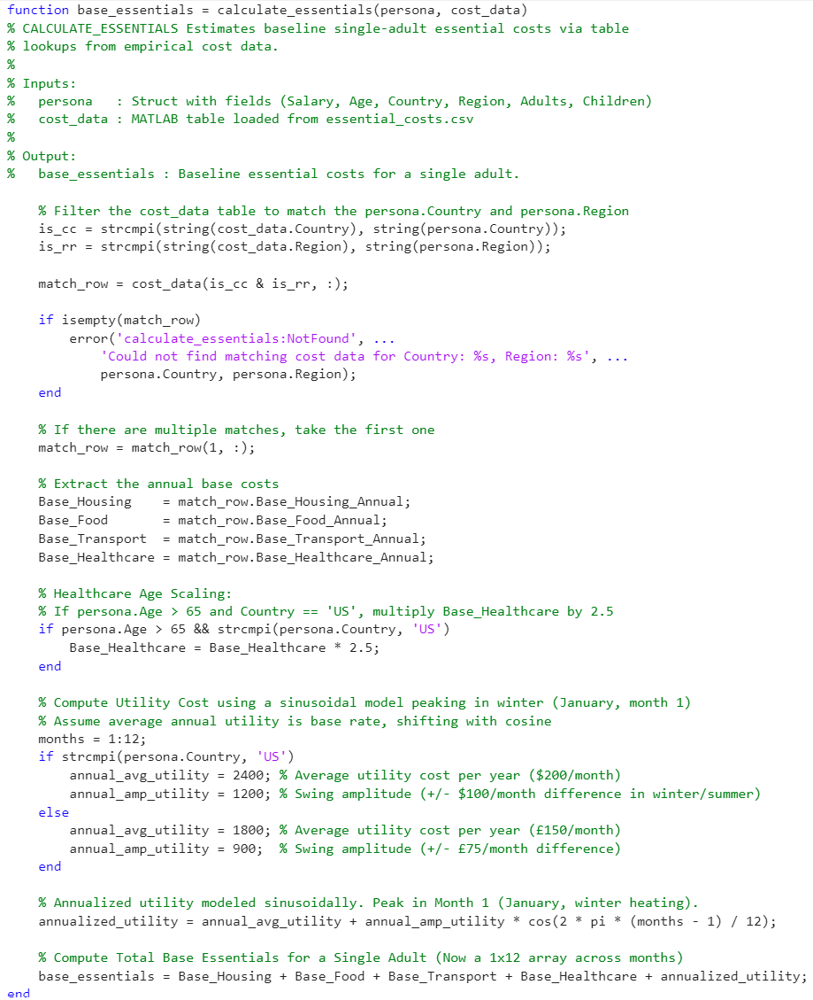 function base_essentials = calculate_essentials(persona, cost_data)
% CALCULATE_ESSENTIALS Estimates baseline single-adult essential costs via table
% lookups from empirical cost data.
%
% Inputs:
%   persona   : Struct with fields (Salary, Age, Country, Region, Adults, Children)
%   cost_data : MATLAB table loaded from essential_costs.csv
%
% Output:
%   base_essentials : Baseline essential costs for a single adult.

    % Filter the cost_data table to match the persona.Country and persona.Region
    is_cc = strcmpi(string(cost_data.Country), string(persona.Country));
    is_rr = strcmpi(string(cost_data.Region), string(persona.Region));

    match_row = cost_data(is_cc & is_rr, :);

    if isempty(match_row)
        error('calculate_essentials:NotFound', ...
            'Could not find matching cost data for Country: %s, Region: %s', ...
            persona.Country, persona.Region);
    end

    % If there are multiple matches, take the first one
    match_row = match_row(1, :);

    % Extract the annual base costs
    Base_Housing    = match_row.Base_Housing_Annual;
    Base_Food       = match_row.Base_Food_Annual;
    Base_Transport  = match_row.Base_Transport_Annual;
    Base_Healthcare = match_row.Base_Healthcare_Annual;

    % Healthcare Age Scaling:
    % If persona.Age > 65 and Country == 'US', multiply Base_Healthcare by 2.5
    if persona.Age > 65 && strcmpi(persona.Country, 'US')
        Base_Healthcare = Base_Healthcare * 2.5;
    end

    % Compute Utility Cost using a sinusoidal model peaking in winter (January, month 1)
    % Assume average annual utility is base rate, shifting with cosine
    months = 1:12;
    if strcmpi(persona.Country, 'US')
        annual_avg_utility = 2400; % Average utility cost per year ($200/month)
        annual_amp_utility = 1200; % Swing amplitude (+/- $100/month difference in winter/summer)
    else
        annual_avg_utility = 1800; % Average utility cost per year (£150/month)
        annual_amp_utility = 900;  % Swing amplitude (+/- £75/month difference)
    end

    % Annualized utility modeled sinusoidally. Peak in Month 1 (January, winter heating).
    annualized_utility = annual_avg_utility + annual_amp_utility * cos(2 * pi * (months - 1) / 12);

    % Compute Total Base Essentials for a Single Adult (Now a 1x12 array across months)
    base_essentials = Base_Housing + Base_Food + Base_Transport + Base_Healthcare + annualized_utility;
end